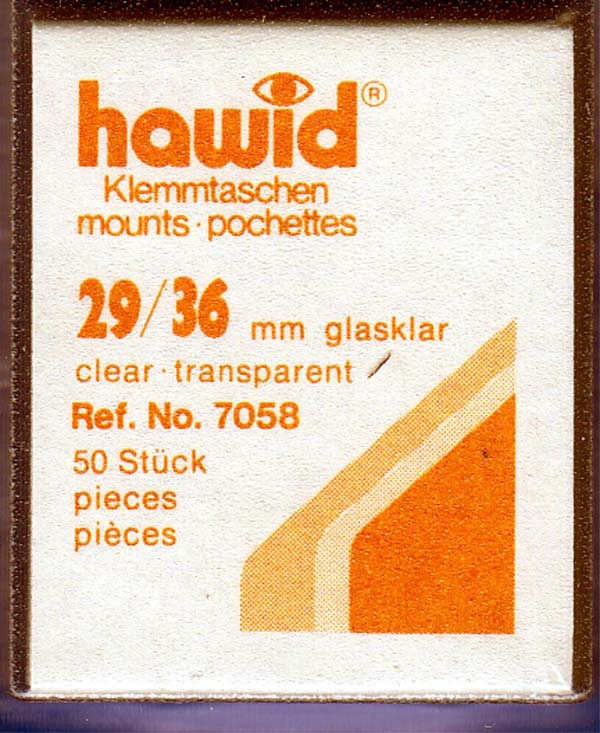 hawid®
Klemmtaschen
mounts · pochettes
29/36 mm glasklar
clear · transparent
Ref. No. 7058
50 Stück
pieces
pièces